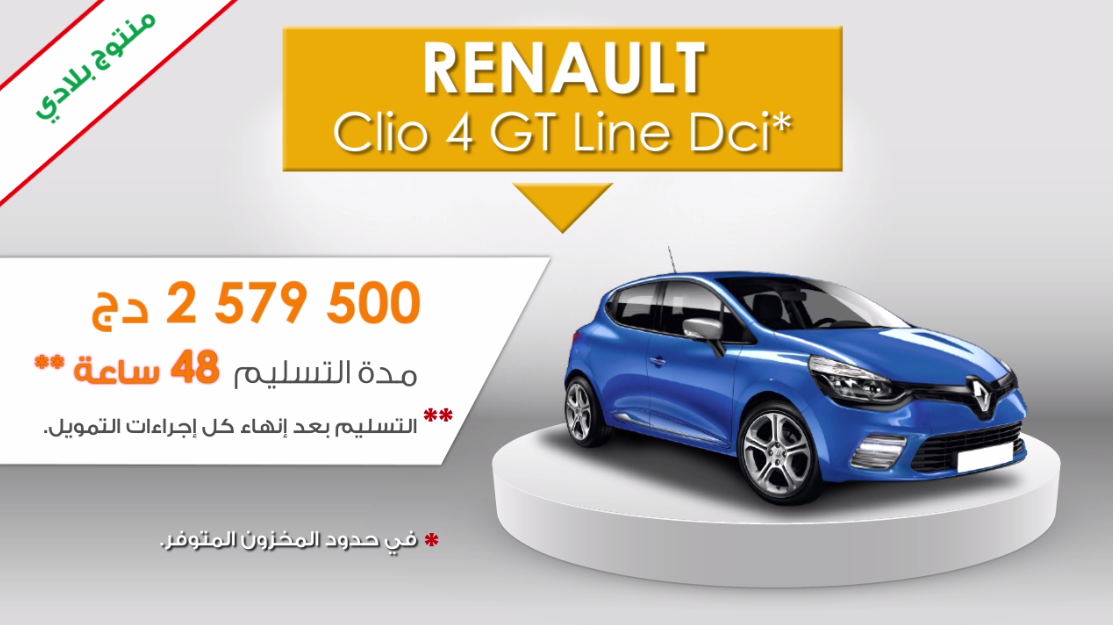 منتوج بلادي
RENAULT
Clio 4 GT Line Dci*
2 579 500 دج
مدة التسليم 48 ساعة **
** التسليم بعد إنهاء كل إجراءات التمويل.
* في حدود المخزون المتوفر.